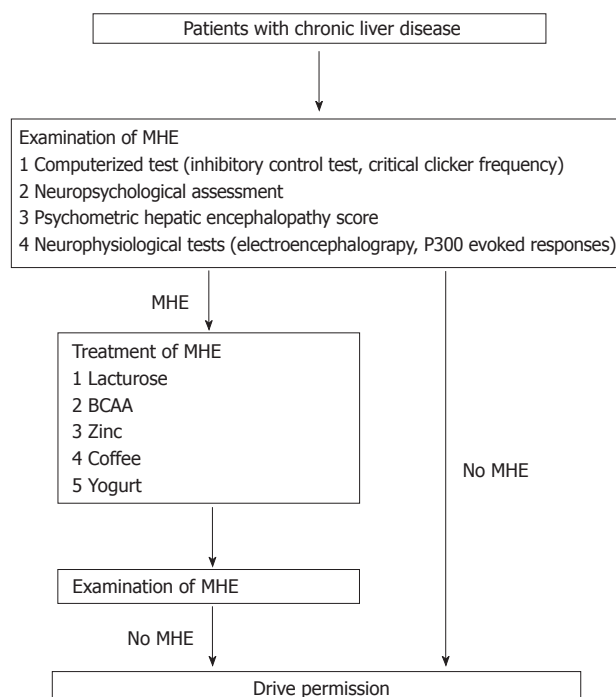 Patients with chronic liver disease
Examination of MHE
1 Computerized test (inhibitory control test, critical clicker frequency)
2 Neuropsychological assessment
3 Psychometric hepatic encephalopathy score
4 Neurophysiological tests (electroencephalograpy, P300 evoked responses)
MHE
Treatment of MHE
1 Lacturose
2 BCAA
3 Zinc
4 Coffee
5 Yogurt
No MHE
Examination of MHE
No MHE
Drive permission